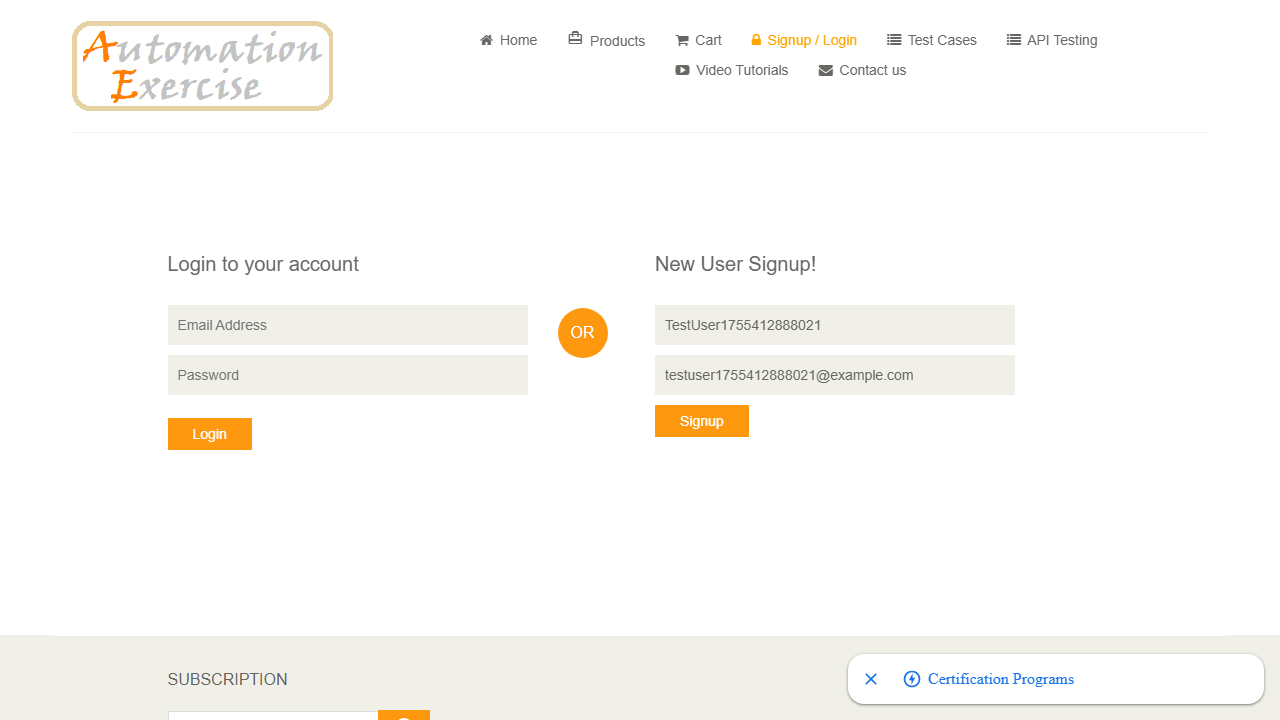 Automation
Exercise
Home
Products
Cart
Signup / Login
Test Cases
API Testing
Video Tutorials
Contact us
Login to your account
Email Address
Password
Login
OR
New User Signup!
TestUser1755412888021
testuser1755412888021@example.com
Signup
SUBSCRIPTION
Certification Programs